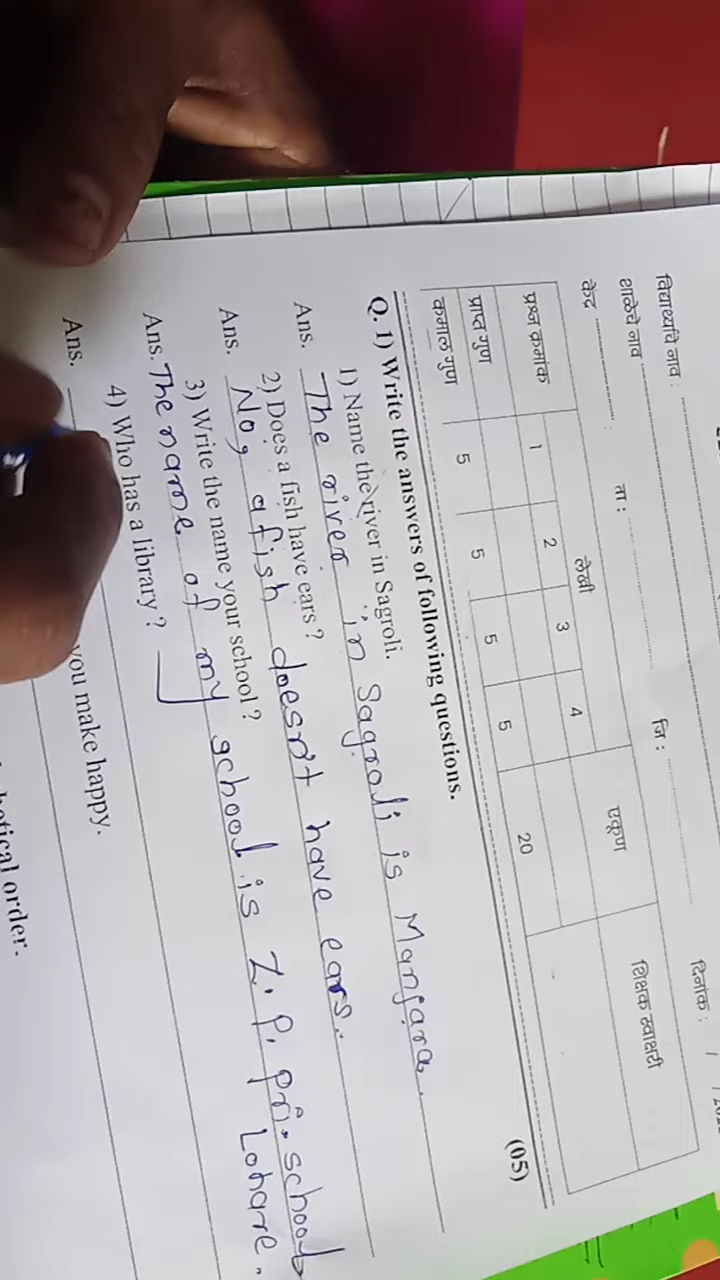 विद्यार्थ्याचे नाव :
शाळेचे नाव
केंद्र : ता : जि : दिनांक : / /
लेखी एकूण शिक्षक स्वाक्षरी
प्रश्न क्रमांक 1 2 3 4
प्राप्त गुण
कमाल गुण 5 5 5 5 20
Q. 1) Write the answers of following questions. (05)
1) Name the river in Sagroli.
Ans. The river in Sagroli is Manjara.
2) Does a fish have ears ?
Ans. No, a fish doesn't have ears.
3) Write the name your school ?
Ans. The name of my school is Z.P. pri. school
Lohare.
4) Who has a library ?
Ans.
you make happy.
order.